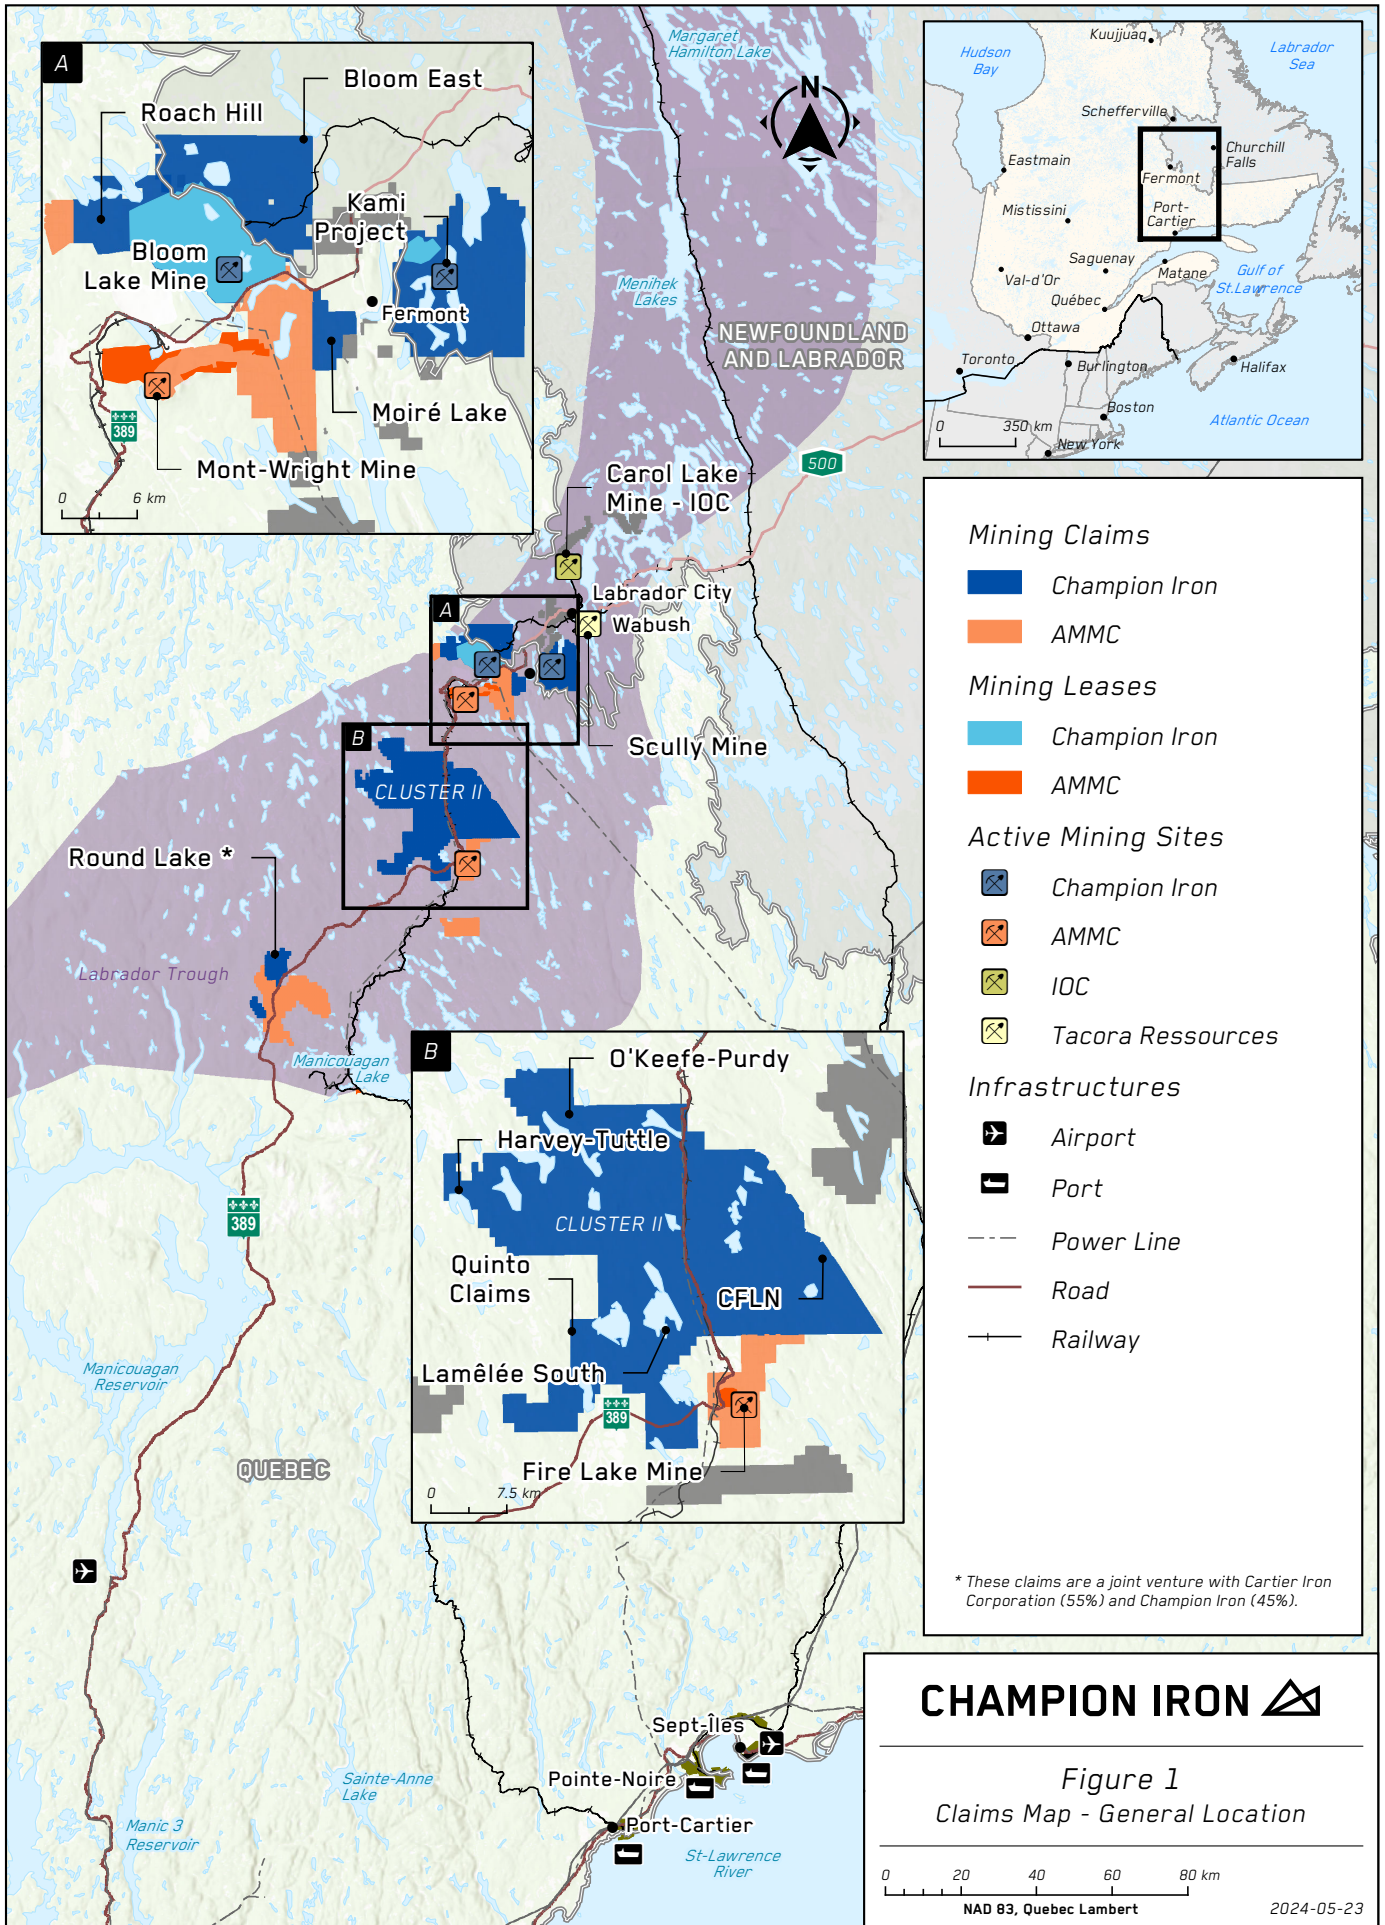 A
Bloom East
Roach Hill
Kami
Project
Bloom
Lake Mine
Fermont
Moiré Lake
389
Mont-Wright Mine
0 6 km
Margaret
Hamilton Lake
N
Menihek
Lakes
NEWFOUNDLAND
AND LABRADOR
500
Carol Lake
Mine - IOC
Labrador City
Wabush
A
Scully Mine
B
CLUSTER II
Round Lake *
Labrador Trough
Manicouagan
Lake
389
Manicouagan
Reservoir
QUEBEC
B
O'Keefe-Purdy
Harvey-Tuttle
CLUSTER II
Quinto
Claims
CFLN
Lamêlée South
389
Fire Lake Mine
0 7.5 km
Sainte-Anne
Lake
Manic 3
Reservoir
Sept-Îles
Pointe-Noire
Port-Cartier
St-Lawrence
River
Kuujjuaq
Hudson
Bay
Labrador
Sea
Schefferville
Churchill
Falls
Eastmain
Fermont
Mistissini
Port-
Cartier
Saguenay
Matane
Val-d'Or
Gulf of
St.Lawrence
Québec
Ottawa
Toronto
Burlington
Halifax
Boston
Atlantic Ocean
0 350 km
New York
Mining Claims
Champion Iron
AMMC
Mining Leases
Champion Iron
AMMC
Active Mining Sites
Champion Iron
AMMC
IOC
Tacora Ressources
Infrastructures
Airport
Port
Power Line
Road
Railway
* These claims are a joint venture with Cartier Iron
Corporation (55%) and Champion Iron (45%).
CHAMPION IRON
Figure 1
Claims Map - General Location
0 20 40 60 80 km
NAD 83, Quebec Lambert
2024-05-23